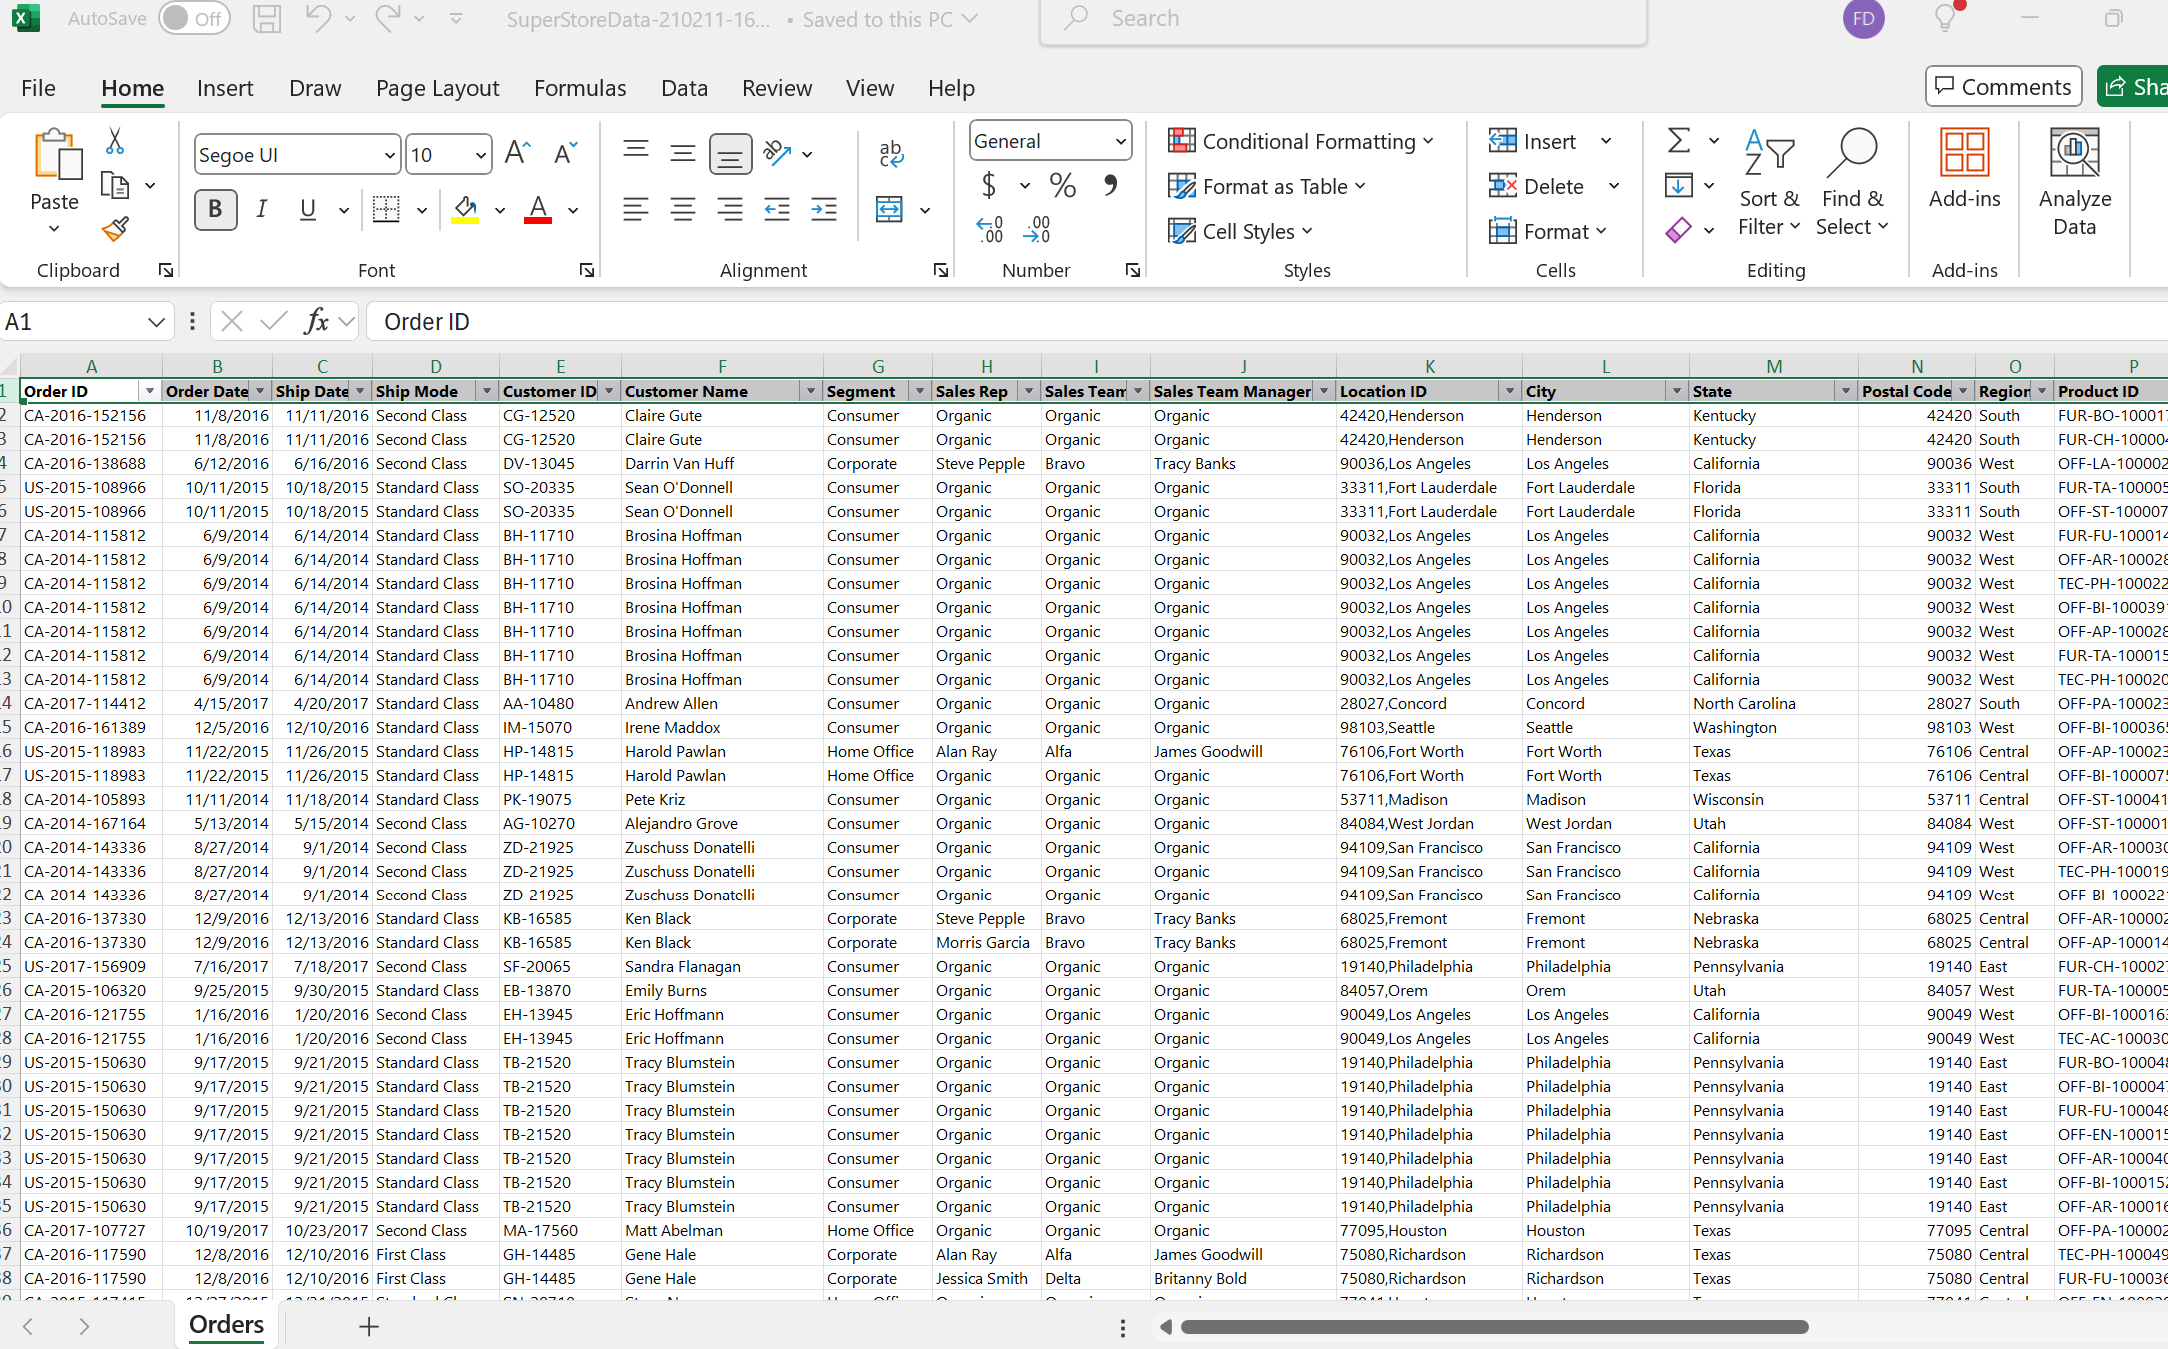 AutoSave Off SuperStoreData-210211-16... • Saved to this PC Search FD
File Home Insert Draw Page Layout Formulas Data Review View Help Comments Sha
Paste Segoe UI 10 General Conditional Formatting Insert Sort & Filter Find & Select Add-ins Analyze Data
B I U $ % Format as Table Delete
Cell Styles Format
Clipboard Font Alignment Number Styles Cells Editing Add-ins
A1 fx Order ID
A B C D E F G H I J K L M N O P
1 Order ID Order Date Ship Date Ship Mode Customer ID Customer Name Segment Sales Rep Sales Team Sales Team Manager Location ID City State Postal Code Region Product ID
2 CA-2016-152156 11/8/2016 11/11/2016 Second Class CG-12520 Claire Gute Consumer Organic Organic Organic 42420,Henderson Henderson Kentucky 42420 South FUR-BO-10001
3 CA-2016-152156 11/8/2016 11/11/2016 Second Class CG-12520 Claire Gute Consumer Organic Organic Organic 42420,Henderson Henderson Kentucky 42420 South FUR-CH-10000
4 CA-2016-138688 6/12/2016 6/16/2016 Second Class DV-13045 Darrin Van Huff Corporate Steve Pepple Bravo Tracy Banks 90036,Los Angeles Los Angeles California 90036 West OFF-LA-100002
5 US-2015-108966 10/11/2015 10/18/2015 Standard Class SO-20335 Sean O'Donnell Consumer Organic Organic Organic 33311,Fort Lauderdale Fort Lauderdale Florida 33311 South FUR-TA-100005
6 US-2015-108966 10/11/2015 10/18/2015 Standard Class SO-20335 Sean O'Donnell Consumer Organic Organic Organic 33311,Fort Lauderdale Fort Lauderdale Florida 33311 South OFF-ST-100007
7 CA-2014-115812 6/9/2014 6/14/2014 Standard Class BH-11710 Brosina Hoffman Consumer Organic Organic Organic 90032,Los Angeles Los Angeles California 90032 West FUR-FU-100014
8 CA-2014-115812 6/9/2014 6/14/2014 Standard Class BH-11710 Brosina Hoffman Consumer Organic Organic Organic 90032,Los Angeles Los Angeles California 90032 West OFF-AR-100028
9 CA-2014-115812 6/9/2014 6/14/2014 Standard Class BH-11710 Brosina Hoffman Consumer Organic Organic Organic 90032,Los Angeles Los Angeles California 90032 West TEC-PH-100022
0 CA-2014-115812 6/9/2014 6/14/2014 Standard Class BH-11710 Brosina Hoffman Consumer Organic Organic Organic 90032,Los Angeles Los Angeles California 90032 West OFF-BI-1000391
1 CA-2014-115812 6/9/2014 6/14/2014 Standard Class BH-11710 Brosina Hoffman Consumer Organic Organic Organic 90032,Los Angeles Los Angeles California 90032 West OFF-AP-100028
2 CA-2014-115812 6/9/2014 6/14/2014 Standard Class BH-11710 Brosina Hoffman Consumer Organic Organic Organic 90032,Los Angeles Los Angeles California 90032 West FUR-TA-100015
3 CA-2014-115812 6/9/2014 6/14/2014 Standard Class BH-11710 Brosina Hoffman Consumer Organic Organic Organic 90032,Los Angeles Los Angeles California 90032 West TEC-PH-100020
4 CA-2017-114412 4/15/2017 4/20/2017 Standard Class AA-10480 Andrew Allen Consumer Organic Organic Organic 28027,Concord Concord North Carolina 28027 South OFF-PA-100023
5 CA-2016-161389 12/5/2016 12/10/2016 Standard Class IM-15070 Irene Maddox Consumer Organic Organic Organic 98103,Seattle Seattle Washington 98103 West OFF-BI-100036
6 US-2015-118983 11/22/2015 11/26/2015 Standard Class HP-14815 Harold Pawlan Home Office Alan Ray Alfa James Goodwill 76106,Fort Worth Fort Worth Texas 76106 Central OFF-AP-100023
7 US-2015-118983 11/22/2015 11/26/2015 Standard Class HP-14815 Harold Pawlan Home Office Organic Organic Organic 76106,Fort Worth Fort Worth Texas 76106 Central OFF-BI-100007
8 CA-2014-105893 11/11/2014 11/18/2014 Standard Class PK-19075 Pete Kriz Consumer Organic Organic Organic 53711,Madison Madison Wisconsin 53711 Central OFF-ST-100041
9 CA-2014-167164 5/13/2014 5/15/2014 Second Class AG-10270 Alejandro Grove Consumer Organic Organic Organic 84084,West Jordan West Jordan Utah 84084 West OFF-ST-100001
0 CA-2014-143336 8/27/2014 9/1/2014 Second Class ZD-21925 Zuschuss Donatelli Consumer Organic Organic Organic 94109,San Francisco San Francisco California 94109 West OFF-AR-100030
1 CA-2014-143336 8/27/2014 9/1/2014 Second Class ZD-21925 Zuschuss Donatelli Consumer Organic Organic Organic 94109,San Francisco San Francisco California 94109 West TEC-PH-100019
2 CA-2014-143336 8/27/2014 9/1/2014 Second Class ZD-21925 Zuschuss Donatelli Consumer Organic Organic Organic 94109,San Francisco San Francisco California 94109 West OFF-BI-1000221
3 CA-2016-137330 12/9/2016 12/13/2016 Standard Class KB-16585 Ken Black Corporate Steve Pepple Bravo Tracy Banks 68025,Fremont Fremont Nebraska 68025 Central OFF-AR-100002
4 CA-2016-137330 12/9/2016 12/13/2016 Standard Class KB-16585 Ken Black Corporate Morris Garcia Bravo Tracy Banks 68025,Fremont Fremont Nebraska 68025 Central OFF-AP-100014
5 US-2017-156909 7/16/2017 7/18/2017 Second Class SF-20065 Sandra Flanagan Consumer Organic Organic Organic 19140,Philadelphia Philadelphia Pennsylvania 19140 East FUR-CH-10002
6 CA-2015-106320 9/25/2015 9/30/2015 Standard Class EB-13870 Emily Burns Consumer Organic Organic Organic 84057,Orem Orem Utah 84057 West FUR-TA-100005
7 CA-2016-121755 1/16/2016 1/20/2016 Second Class EH-13945 Eric Hoffmann Consumer Organic Organic Organic 90049,Los Angeles Los Angeles California 90049 West OFF-BI-100016
8 CA-2016-121755 1/16/2016 1/20/2016 Second Class EH-13945 Eric Hoffmann Consumer Organic Organic Organic 90049,Los Angeles Los Angeles California 90049 West TEC-AC-100030
9 US-2015-150630 9/17/2015 9/21/2015 Standard Class TB-21520 Tracy Blumstein Consumer Organic Organic Organic 19140,Philadelphia Philadelphia Pennsylvania 19140 East FUR-BO-10004
0 US-2015-150630 9/17/2015 9/21/2015 Standard Class TB-21520 Tracy Blumstein Consumer Organic Organic Organic 19140,Philadelphia Philadelphia Pennsylvania 19140 East OFF-BI-100004
1 US-2015-150630 9/17/2015 9/21/2015 Standard Class TB-21520 Tracy Blumstein Consumer Organic Organic Organic 19140,Philadelphia Philadelphia Pennsylvania 19140 East FUR-FU-100048
2 US-2015-150630 9/17/2015 9/21/2015 Standard Class TB-21520 Tracy Blumstein Consumer Organic Organic Organic 19140,Philadelphia Philadelphia Pennsylvania 19140 East OFF-EN-100015
3 US-2015-150630 9/17/2015 9/21/2015 Standard Class TB-21520 Tracy Blumstein Consumer Organic Organic Organic 19140,Philadelphia Philadelphia Pennsylvania 19140 East OFF-AR-100040
4 US-2015-150630 9/17/2015 9/21/2015 Standard Class TB-21520 Tracy Blumstein Consumer Organic Organic Organic 19140,Philadelphia Philadelphia Pennsylvania 19140 East OFF-BI-100015
5 US-2015-150630 9/17/2015 9/21/2015 Standard Class TB-21520 Tracy Blumstein Consumer Organic Organic Organic 19140,Philadelphia Philadelphia Pennsylvania 19140 East OFF-AR-100016
6 CA-2017-107727 10/19/2017 10/23/2017 Second Class MA-17560 Matt Abelman Home Office Organic Organic Organic 77095,Houston Houston Texas 77095 Central OFF-PA-100002
7 CA-2016-117590 12/8/2016 12/10/2016 First Class GH-14485 Gene Hale Corporate Alan Ray Alfa James Goodwill 75080,Richardson Richardson Texas 75080 Central TEC-PH-100049
8 CA-2016-117590 12/8/2016 12/10/2016 First Class GH-14485 Gene Hale Corporate Jessica Smith Delta Britanny Bold 75080,Richardson Richardson Texas 75080 Central FUR-FU-100036
Orders